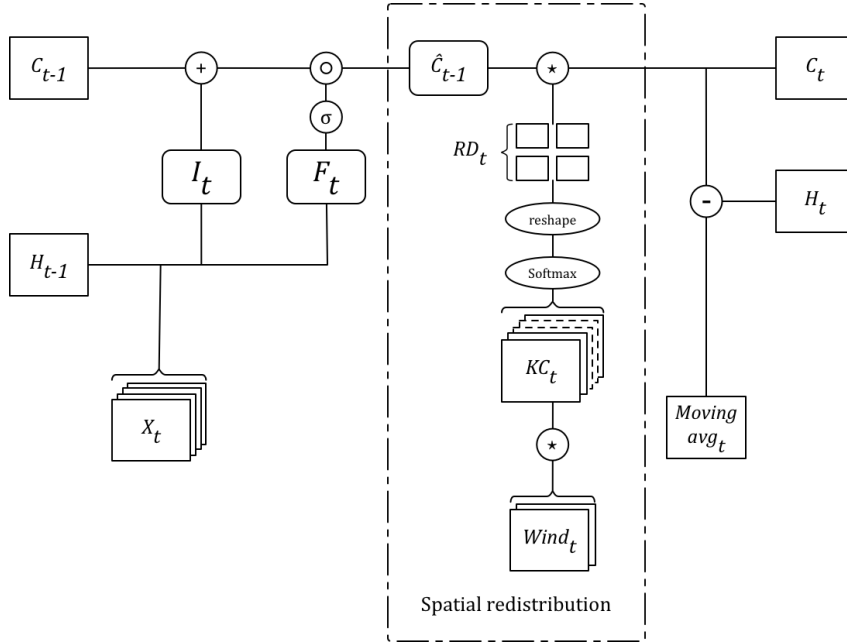 C_{t-1}
+
Ĉ_{t-1}
⋆
C_t
σ
RD_t
I_t
F_t
-
H_t
reshape
H_{t-1}
Softmax
KC_t
X_t
Moving
avg_t
⋆
Wind_t
Spatial redistribution